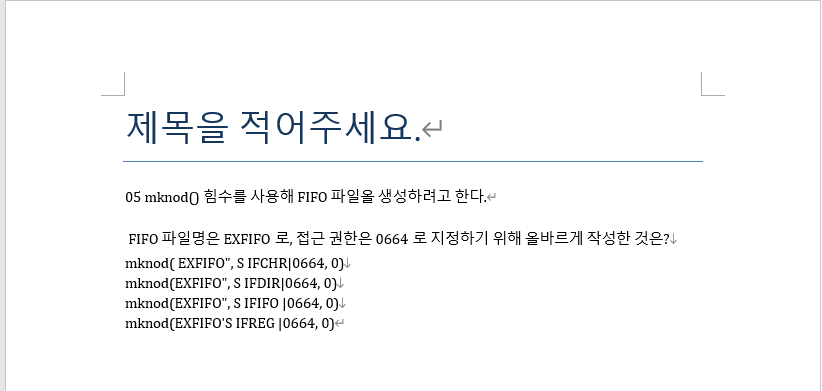 제목을 적어주세요.
05 mknod() 힘수를 사용해 FIFO 파일올 생성하려고 한다.
FIFO 파일명은 EXFIFO 로, 접근 권한은 0664 로 지정하기 위해 올바르게 작성한 것은?
mknod( EXFIFO", S IFCHR|0664, 0)
mknod(EXFIFO", S IFDIR|0664, 0)
mknod(EXFIFO", S IFIFO |0664, 0)
mknod(EXFIFO'S IFREG |0664, 0)